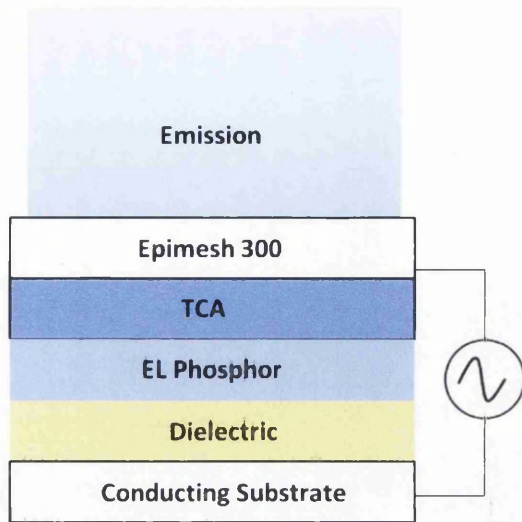 Emission
Epimesh 300
TCA
EL Phosphor
Dielectric
Conducting Substrate